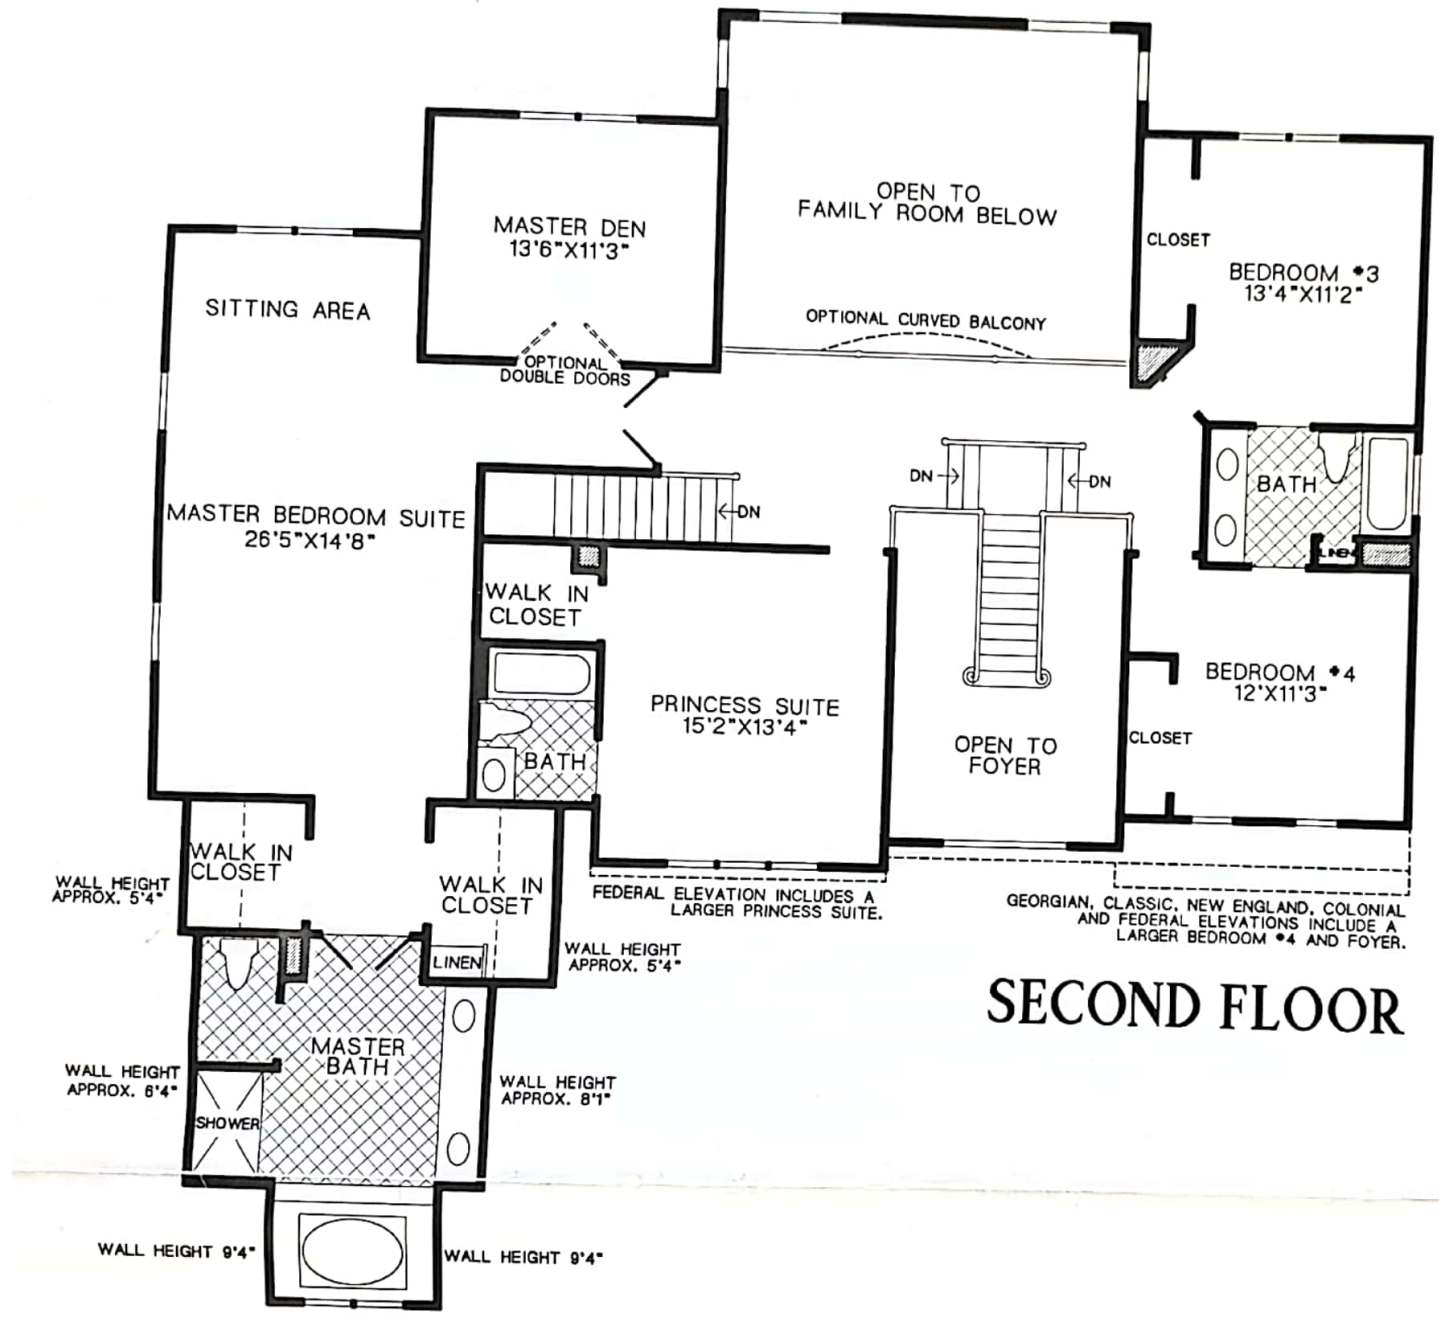 OPEN TO
FAMILY ROOM BELOW
MASTER DEN
13'6"X11'3"
CLOSET
BEDROOM #3
13'4"X11'2"
SITTING AREA
OPTIONAL CURVED BALCONY
OPTIONAL
DOUBLE DOORS
DN
DN
BATH
MASTER BEDROOM SUITE
26'5"X14'8"
DN
LINEN
WALK IN
CLOSET
BEDROOM #4
12'X11'3"
PRINCESS SUITE
15'2"X13'4"
OPEN TO
FOYER
CLOSET
BATH
WALK IN
CLOSET
WALK IN
CLOSET
WALL HEIGHT
APPROX. 5'4"
FEDERAL ELEVATION INCLUDES A
LARGER PRINCESS SUITE.
GEORGIAN, CLASSIC, NEW ENGLAND, COLONIAL
AND FEDERAL ELEVATIONS INCLUDE A
LARGER BEDROOM #4 AND FOYER.
LINEN
WALL HEIGHT
APPROX. 5'4"
SECOND FLOOR
MASTER
BATH
WALL HEIGHT
APPROX. 6'4"
WALL HEIGHT
APPROX. 8'1"
SHOWER
WALL HEIGHT 9'4"
WALL HEIGHT 9'4"